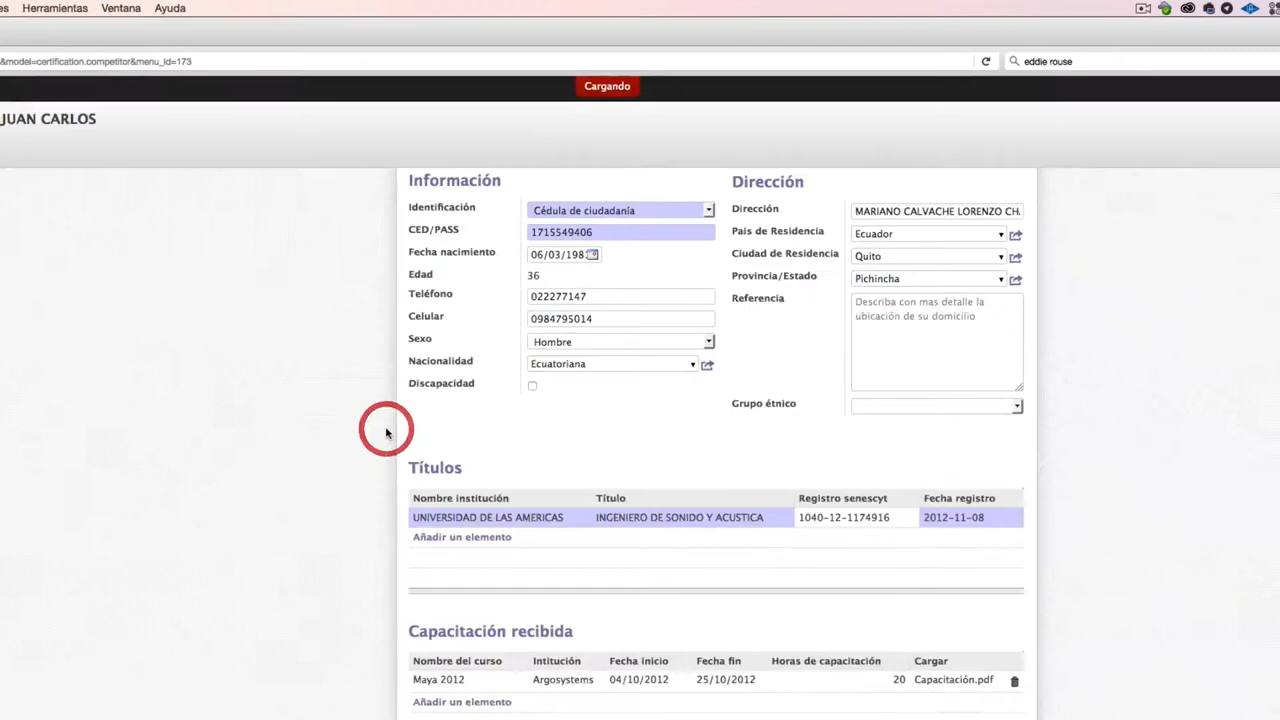 es Herramientas Ventana Ayuda
&model=certification.competitor&menu_id=173
eddie rouse
Cargando
JUAN CARLOS
Información
Identificación Cédula de ciudadanía
CED/PASS 1715549406
Fecha nacimiento 06/03/198
Edad 36
Teléfono 022277147
Celular 0984795014
Sexo Hombre
Nacionalidad Ecuatoriana
Discapacidad
Dirección
Dirección MARIANO CALVACHE LORENZO CHA
Pais de Residencia Ecuador
Ciudad de Residencia Quito
Provincia/Estado Pichincha
Referencia Describa con mas detalle la
ubicación de su domicilio
Grupo étnico
Títulos
Nombre institución Título Registro senescyt Fecha registro
UNIVERSIDAD DE LAS AMERICAS INGENIERO DE SONIDO Y ACUSTICA 1040-12-1174916 2012-11-08
Añadir un elemento
Capacitación recibida
Nombre del curso Intitución Fecha inicio Fecha fin Horas de capacitación Cargar
Maya 2012 Argosystems 04/10/2012 25/10/2012 20 Capacitación.pdf
Añadir un elemento